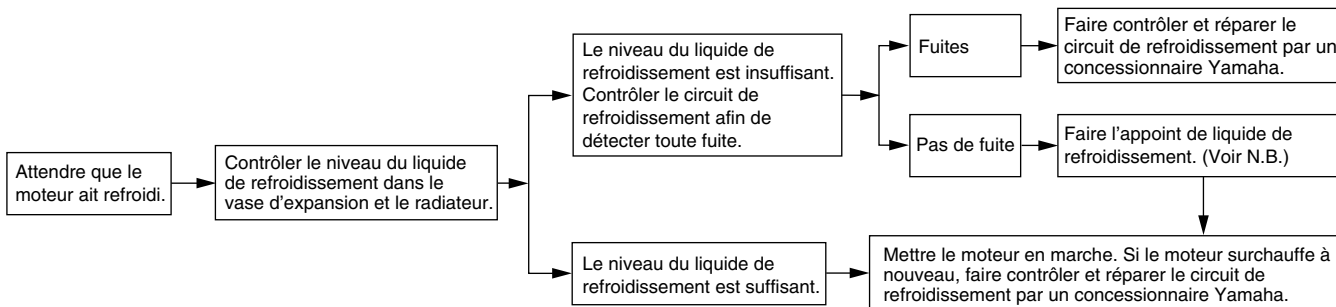 Attendre que le
moteur ait refroidi.
Contrôler le niveau du liquide
de refroidissement dans le
vase d'expansion et le radiateur.
Le niveau du liquide de
refroidissement est insuffisant.
Contrôler le circuit de
refroidissement afin de
détecter toute fuite.
Fuites
Faire contrôler et réparer le
circuit de refroidissement par un
concessionnaire Yamaha.
Pas de fuite
Faire l'appoint de liquide de
refroidissement. (Voir N.B.)
Le niveau du liquide de
refroidissement est suffisant.
Mettre le moteur en marche. Si le moteur surchauffe à
nouveau, faire contrôler et réparer le circuit de
refroidissement par un concessionnaire Yamaha.